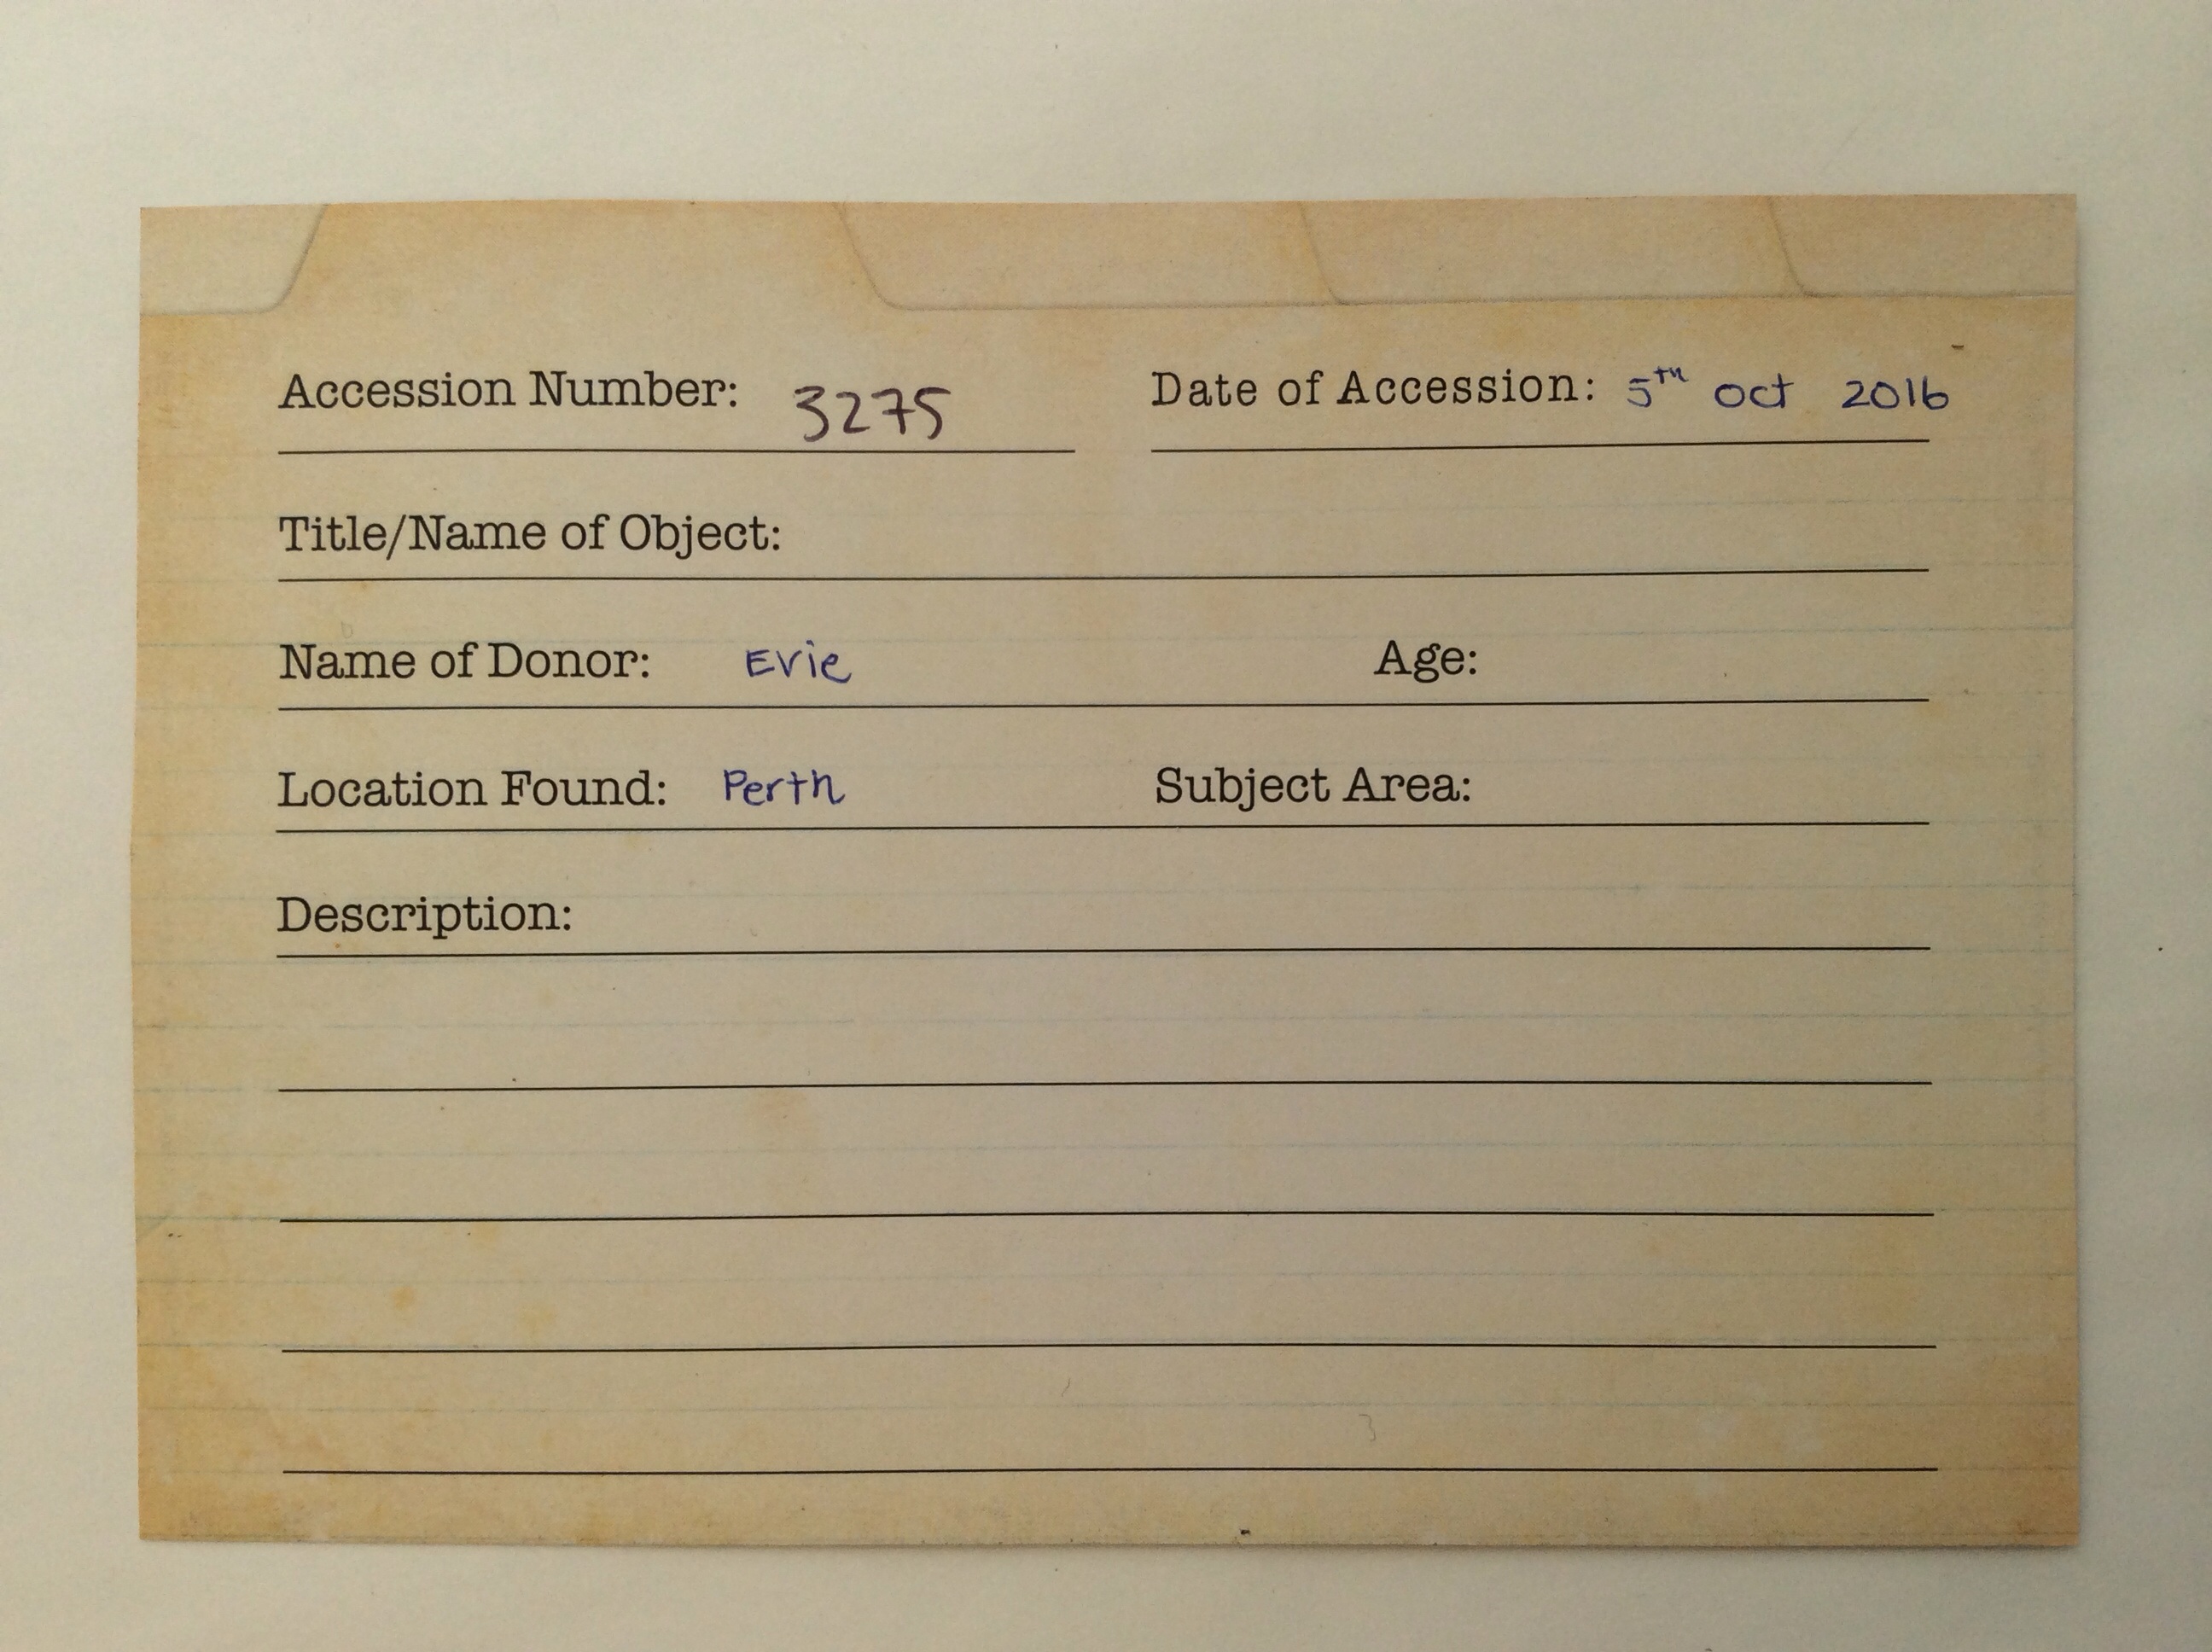 Accession Number: 3275 Date of Accession: 5th Oct 2016
Title/Name of Object:
Name of Donor: Evie Age:
Location Found: Perth Subject Area:
Description: